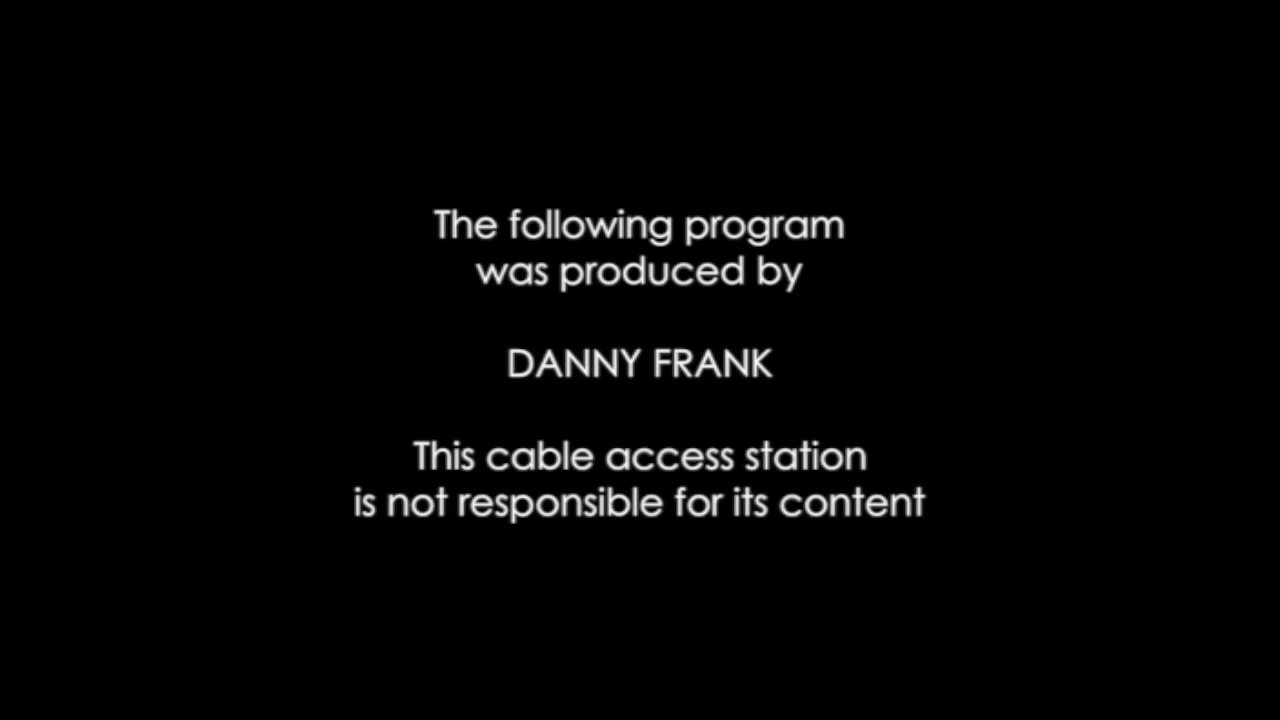 The following program
was produced by
DANNY FRANK
This cable access station
is not responsible for its content